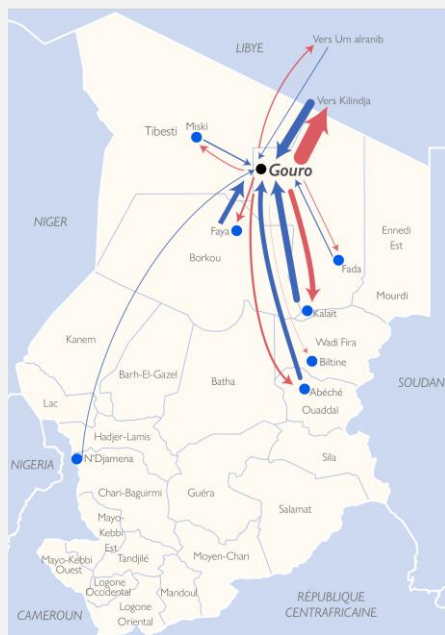 LIBYE
Vers Um alranib
Vers Kilindja
Miski
Tibesti
Gouro
NIGER
Faya
Borkou
Fada
Ennedi
Est
Mourdi
Kalaït
Kanem
Wadi Fira
Biltine
Barh-El-Gazel
Batha
SOUDAN
Abéché
Ouaddaï
Lac
Hadjer-Lamis
NIGERIA
N'Djamena
Sila
Chari-Baguirmi
Guéra
Salamat
Mayo-
Kebbi
Est
Mayo-Kebbi
Ouest
Tandjilé
Moyen-Chari
Logone
Occidental
Mandoul
Logone
Oriental
CAMEROUN
RÉPUBLIQUE
CENTRAFRICAINE